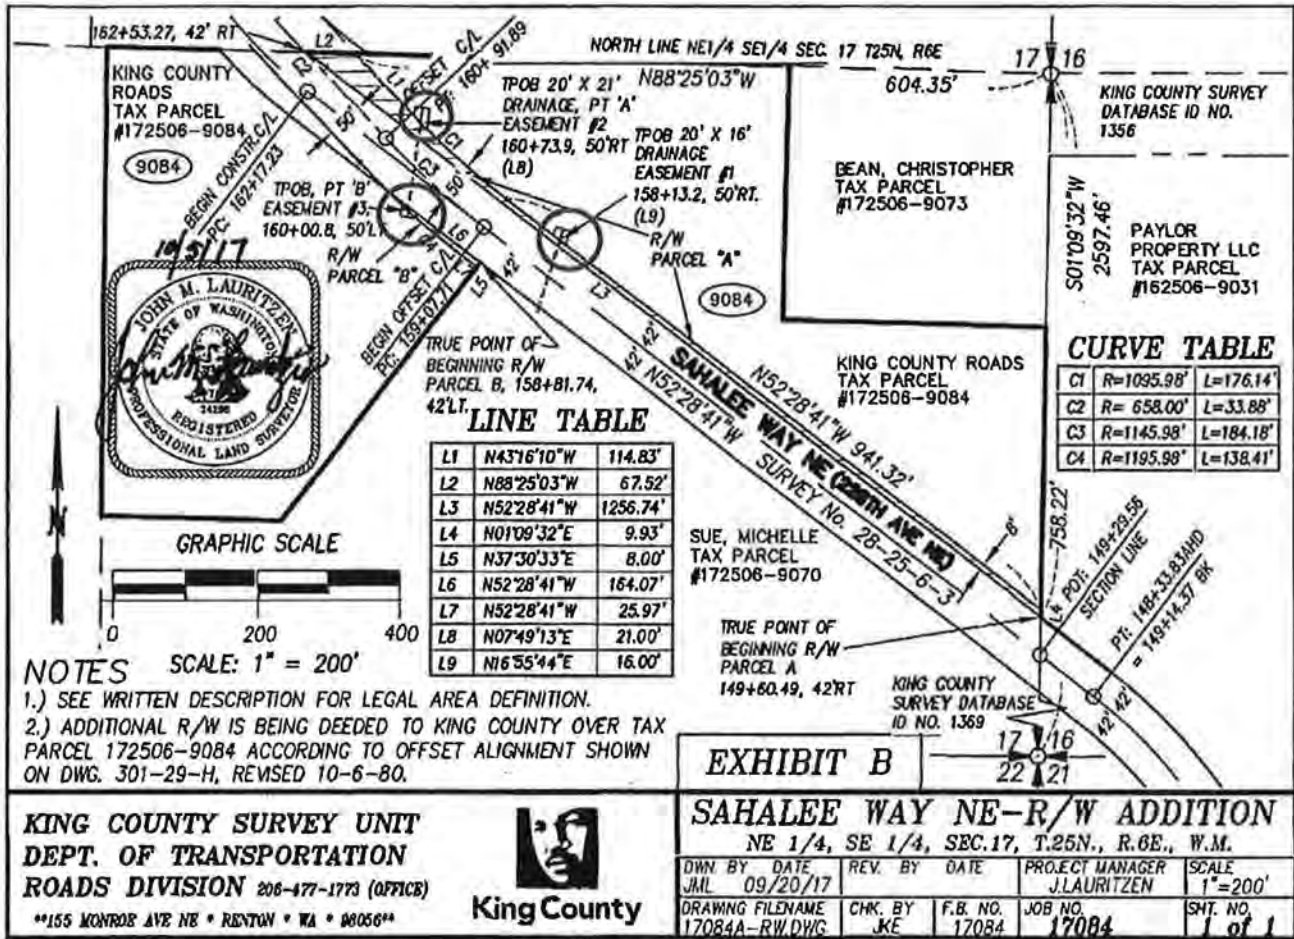 162+53.27, 42' RT
L2
NORTH LINE NE1/4 SE1/4 SEC. 17 T25N, R6E
N88°25'03"W
604.35'
17 16
KING COUNTY SURVEY
DATABASE ID NO.
1356
KING COUNTY
ROADS
TAX PARCEL
#172506-9084
9084
L1
OFFSET C/L
PT: 160+ 91.89
50'
C1
C3
50'
TPOB 20' X 21'
DRAINAGE, PT 'A'
EASEMENT #2
160+73.9, 50'RT
(L8)
TPOB 20' X 16'
DRAINAGE
EASEMENT #1
158+13.2, 50'RT.
(L9)
R/W
PARCEL "A"
BEAN, CHRISTOPHER
TAX PARCEL
#172506-9073
S01°09'32"W
2597.46'
PAYLOR
PROPERTY LLC
TAX PARCEL
#162506-9031
BEGIN CONSTR.C/L
PC: 162+17.23
TPOB, PT 'B'
EASEMENT #3,
160+00.8, 50'LT
R/W
PARCEL "B"
C4
L6
L7
L5
42'
L3
9084
BEGIN OFFSET C/L
PC: 159+07.71
TRUE POINT OF
BEGINNING R/W
PARCEL B, 158+81.74,
42'LT.
JOHN M. LAURITZEN
STATE OF WASHINGTON
24296
REGISTERED
PROFESSIONAL LAND SURVEYOR
42' 42'
SAHALEE WAY NE (228TH AVE NE)
N52°28'41"W
N52°28'41"W 941.32'
SURVEY No. 28-25-6-3
KING COUNTY ROADS
TAX PARCEL
#172506-9084
CURVE TABLE
C1 R=1095.98' L=176.14'
C2 R= 658.00' L=33.88'
C3 R=1145.98' L=184.18'
C4 R=1195.98' L=138.41'
LINE TABLE
L1 N43°16'10"W 114.83'
L2 N88°25'03"W 67.52'
L3 N52°28'41"W 1256.74'
L4 N01°09'32"E 9.93'
L5 N37°30'33"E 8.00'
L6 N52°28'41"W 164.07'
L7 N52°28'41"W 25.97'
L8 N07°49'13"E 21.00'
L9 N16°55'44"E 16.00'
N
GRAPHIC SCALE
0 200 400
SCALE: 1" = 200'
SUE, MICHELLE
TAX PARCEL
#172506-9070
8'
758.22'
L4
POT: 149+29.56
SECTION LINE
PT: 148+33.83AHD
= 149+14.37 BK
TRUE POINT OF
BEGINNING R/W
PARCEL A
149+60.49, 42'RT
KING COUNTY
SURVEY DATABASE
ID NO. 1369
42' 42'
17 16
22 21
NOTES
1.) SEE WRITTEN DESCRIPTION FOR LEGAL AREA DEFINITION.
2.) ADDITIONAL R/W IS BEING DEEDED TO KING COUNTY OVER TAX
PARCEL 172506-9084 ACCORDING TO OFFSET ALIGNMENT SHOWN
ON DWG. 301-29-H, REVISED 10-6-80.
EXHIBIT B
KING COUNTY SURVEY UNIT
DEPT. OF TRANSPORTATION
ROADS DIVISION 206-477-1773 (OFFICE)
**155 MONROE AVE NE * RENTON * WA * 98056**
King County
SAHALEE WAY NE-R/W ADDITION
NE 1/4, SE 1/4, SEC.17, T.25N., R.6E., W.M.
DWN. BY DATE REV. BY DATE PROJECT MANAGER SCALE
JML 09/20/17 J.LAURITZEN 1"=200'
DRAWING FILENAME CHK. BY F.B. NO. JOB NO. SHT. NO.
17084A-RW.DWG JKE 17084 17084 1 of 1